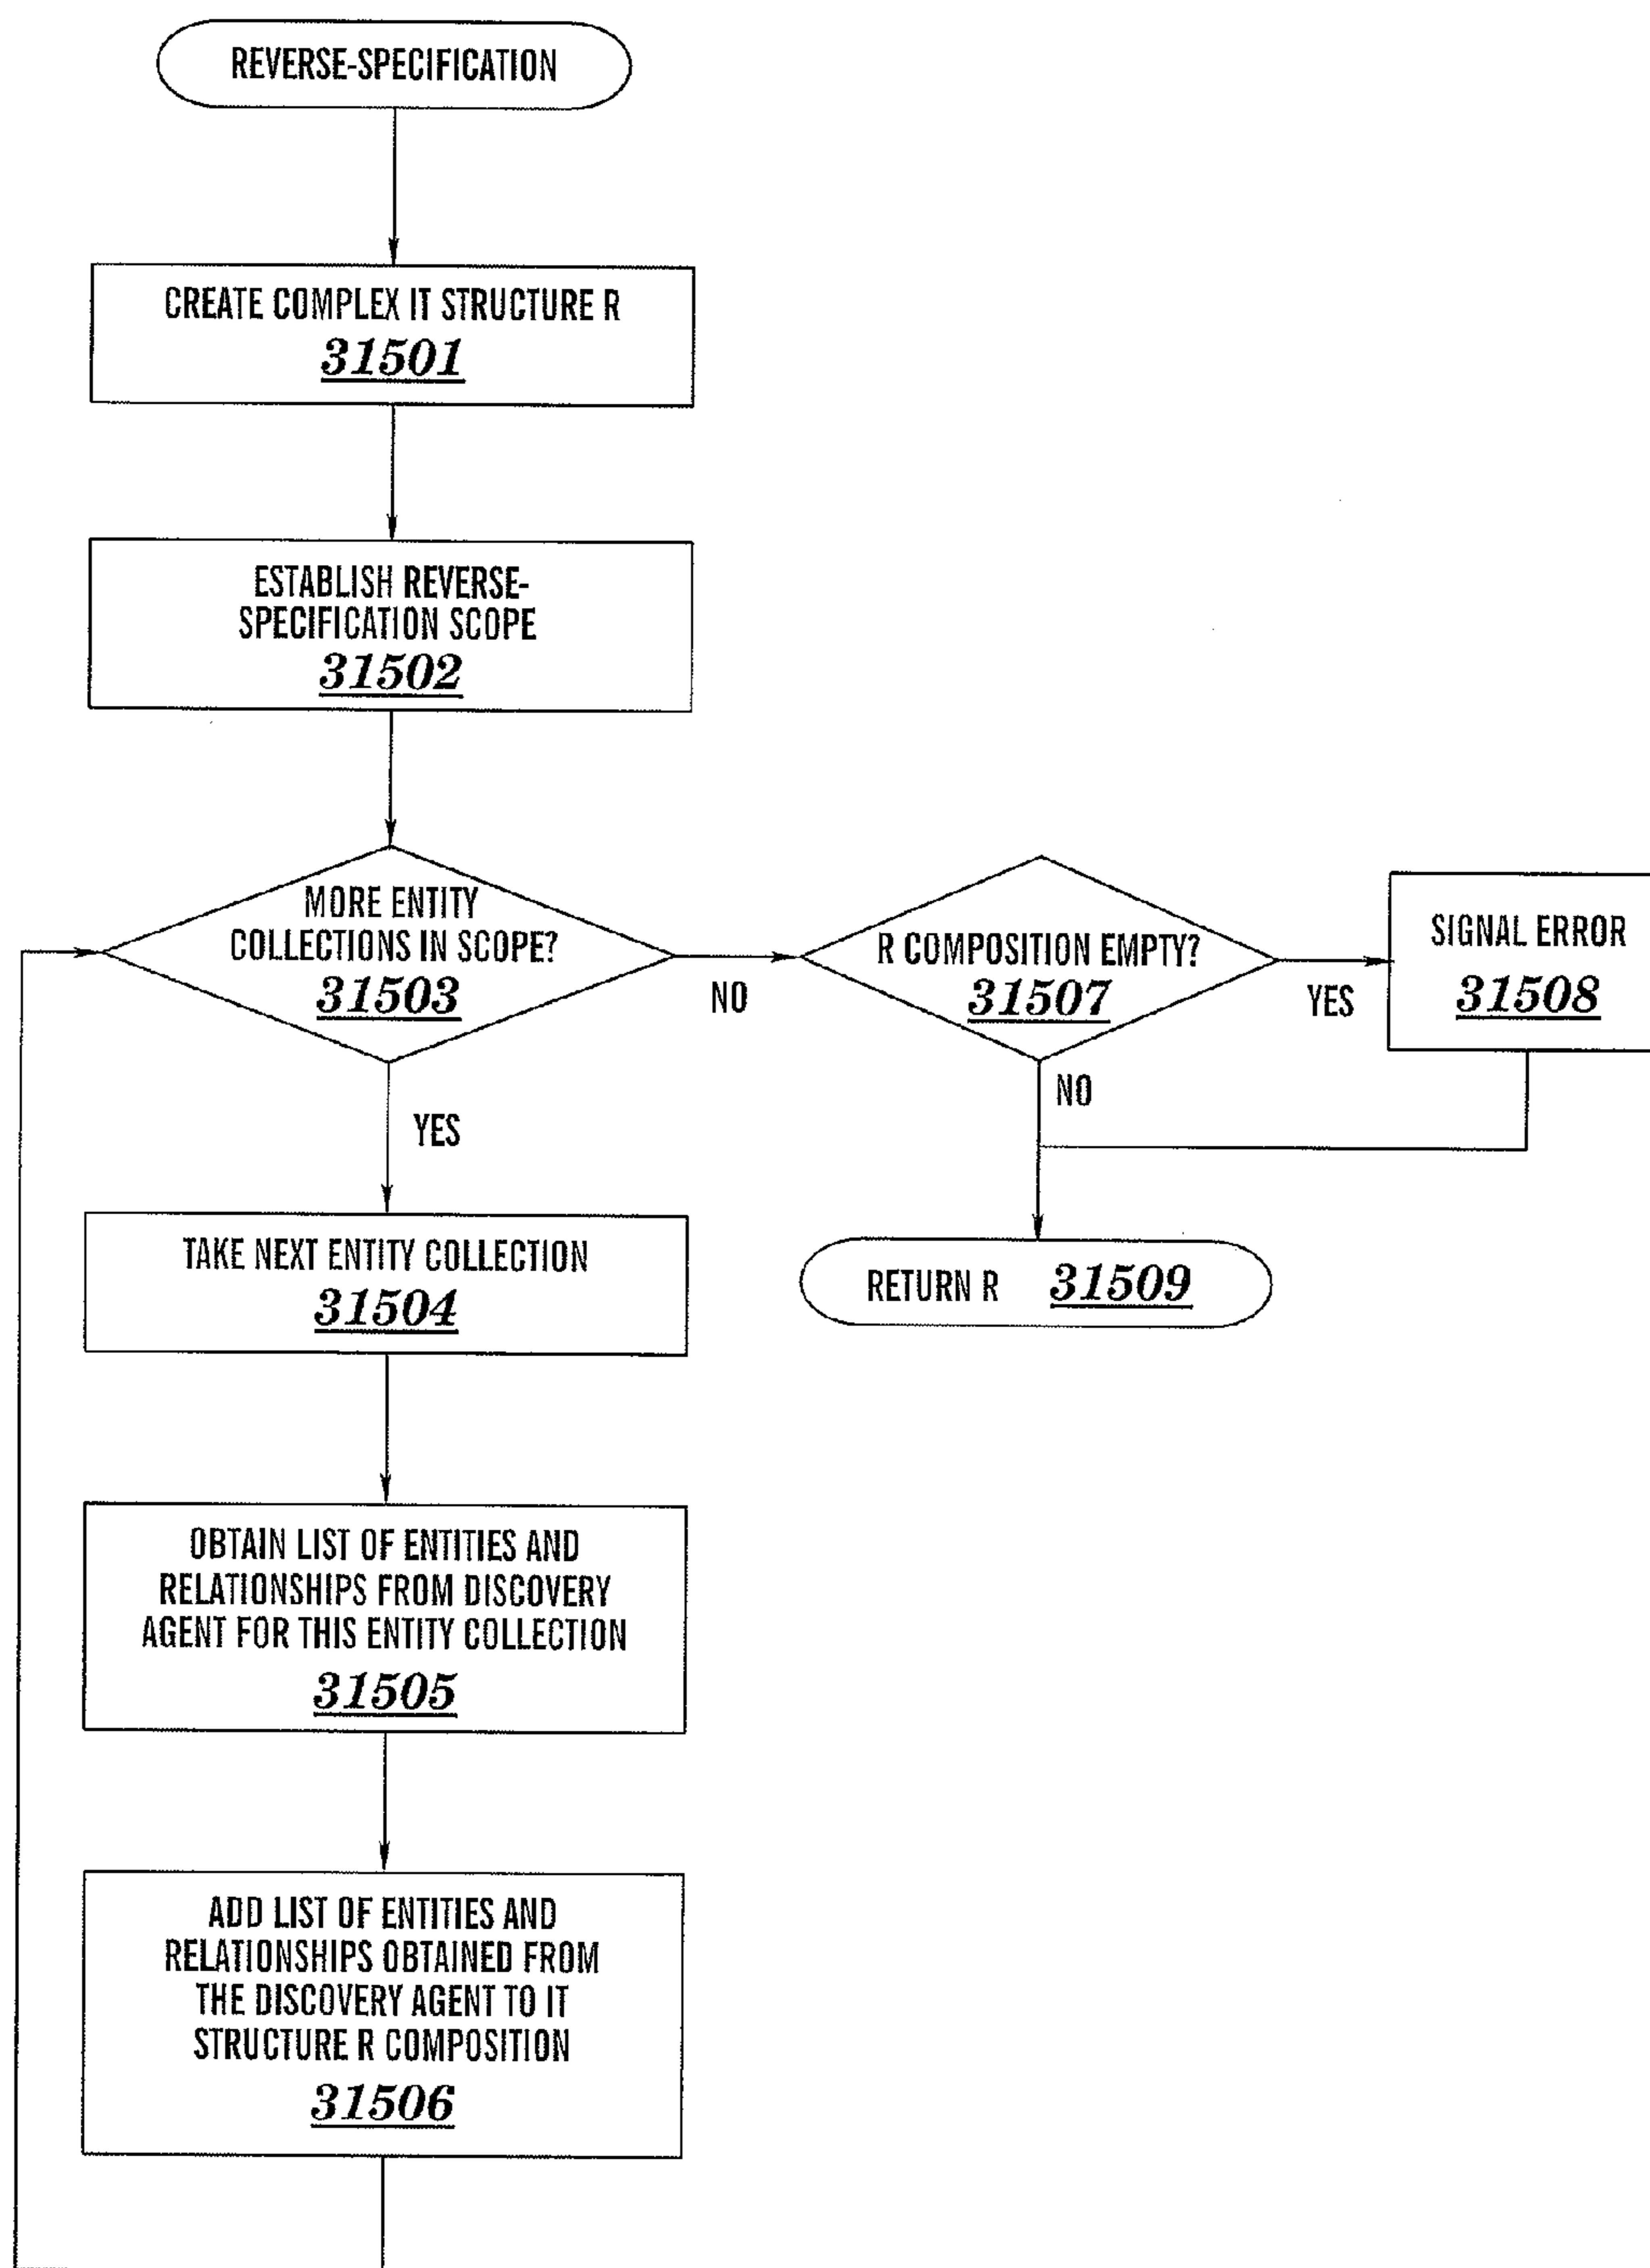 REVERSE-SPECIFICATION
CREATE COMPLEX IT STRUCTURE R
31501
ESTABLISH REVERSE-
SPECIFICATION SCOPE
31502
MORE ENTITY
COLLECTIONS IN SCOPE?
31503
NO
R COMPOSITION EMPTY?
31507
YES
SIGNAL ERROR
31508
NO
YES
TAKE NEXT ENTITY COLLECTION
31504
RETURN R 31509
OBTAIN LIST OF ENTITIES AND
RELATIONSHIPS FROM DISCOVERY
AGENT FOR THIS ENTITY COLLECTION
31505
ADD LIST OF ENTITIES AND
RELATIONSHIPS OBTAINED FROM
THE DISCOVERY AGENT TO IT
STRUCTURE R COMPOSITION
31506